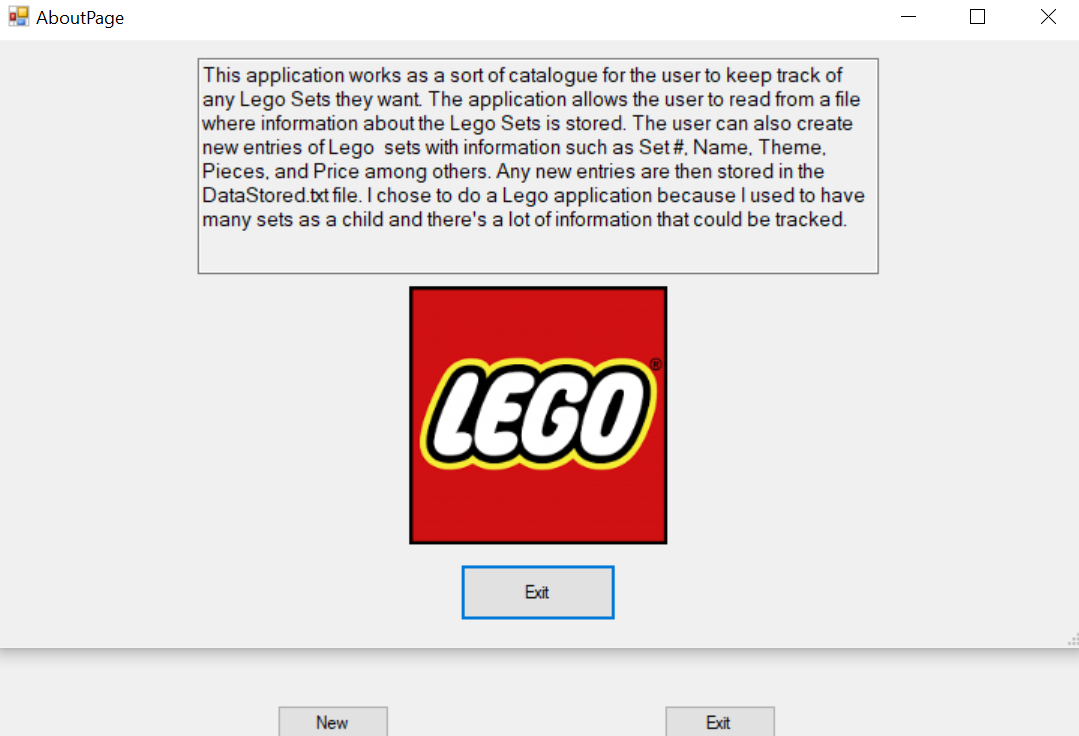 AboutPage
This application works as a sort of catalogue for the user to keep track of
any Lego Sets they want. The application allows the user to read from a file
where information about the Lego Sets is stored. The user can also create
new entries of Lego  sets with information such as Set #, Name, Theme,
Pieces, and Price among others. Any new entries are then stored in the
DataStored.txt file. I chose to do a Lego application because I used to have
many sets as a child and there's a lot of information that could be tracked.
LEGO®
Exit
New
Exit